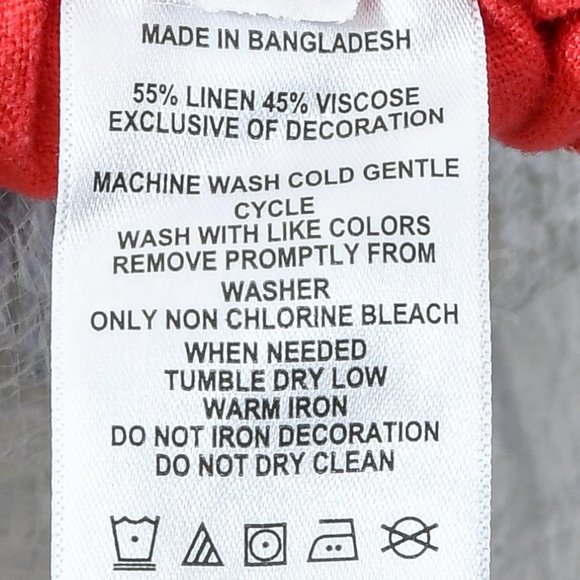 MADE IN BANGLADESH
55% LINEN 45% VISCOSE
EXCLUSIVE OF DECORATION
MACHINE WASH COLD GENTLE
CYCLE
WASH WITH LIKE COLORS
REMOVE PROMPTLY FROM
WASHER
ONLY NON CHLORINE BLEACH
WHEN NEEDED
TUMBLE DRY LOW
WARM IRON
DO NOT IRON DECORATION
DO NOT DRY CLEAN